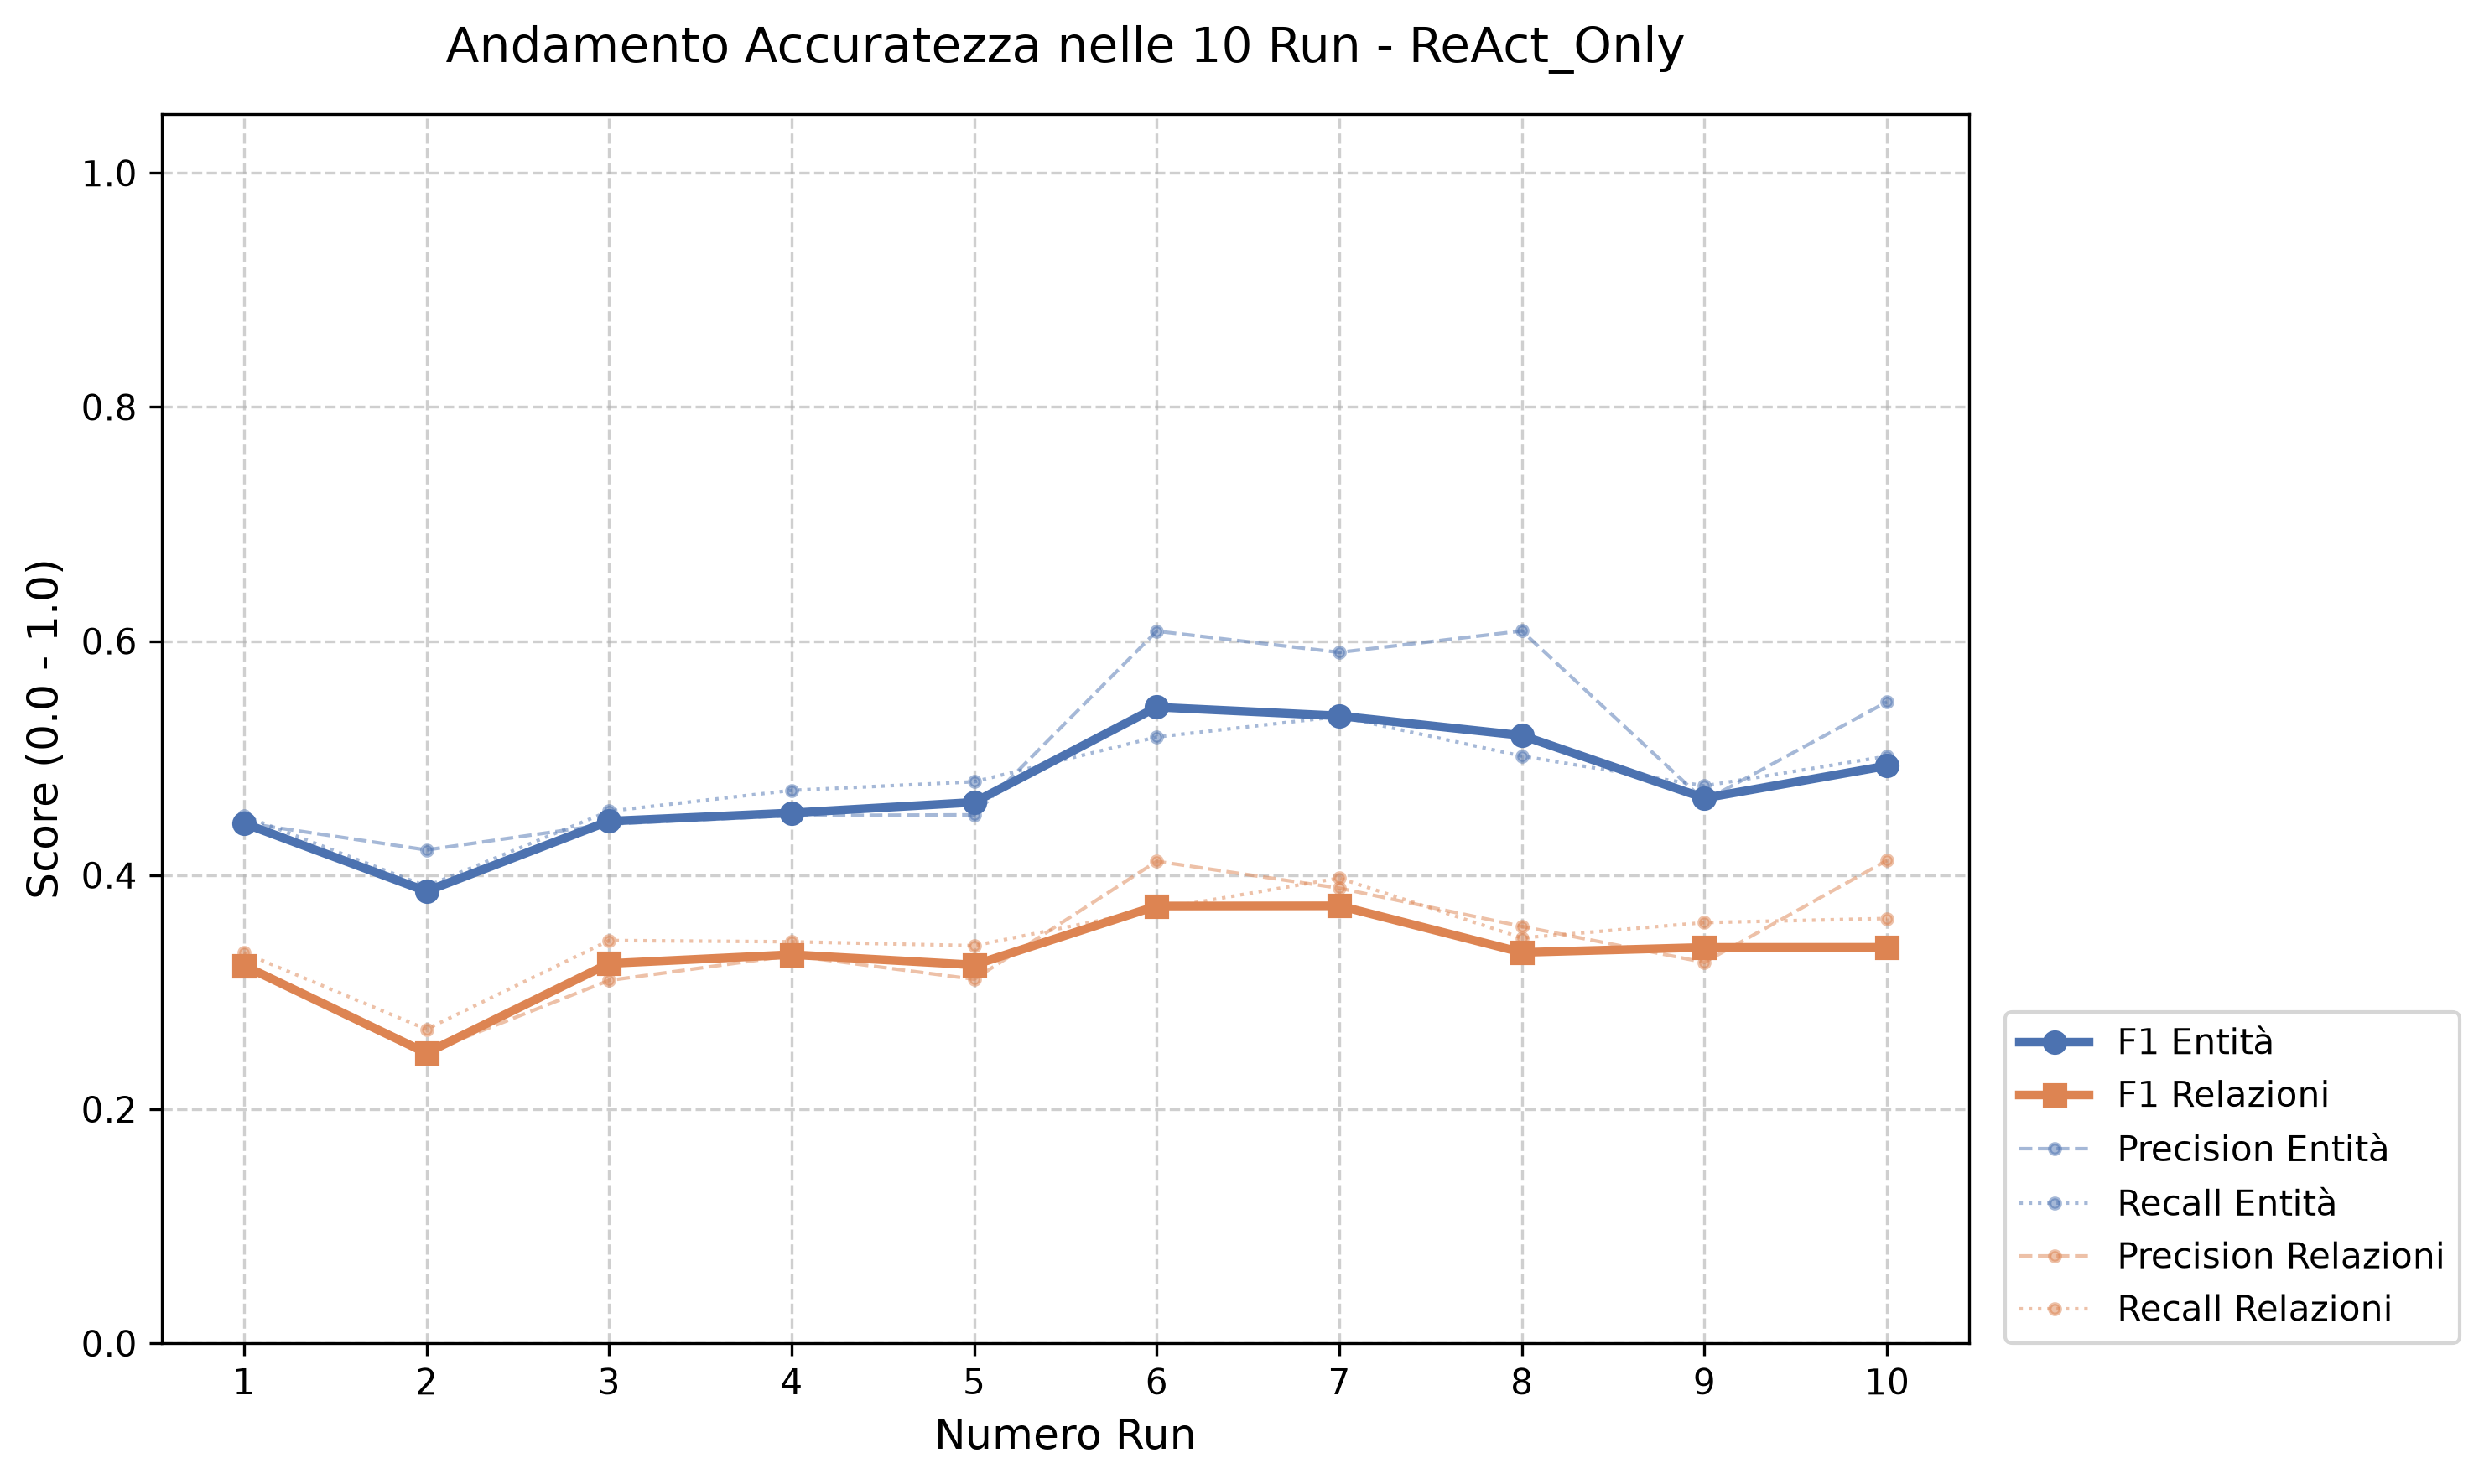 Andamento Accuratezza nelle 10 Run - ReAct_Only
Score (0.0 - 1.0)
1.0
0.8
0.6
0.4
0.2
0.0
1 2 3 4 5 6 7 8 9 10
Numero Run
F1 Entità
F1 Relazioni
Precision Entità
Recall Entità
Precision Relazioni
Recall Relazioni